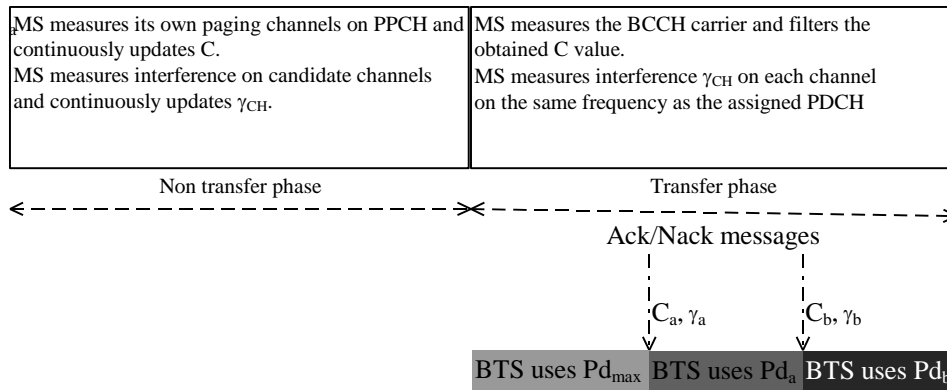 MS measures its own paging channels on PPCH and
continuously updates C.
MS measures interference on candidate channels
and continuously updates γCH.
MS measures the BCCH carrier and filters the
obtained C value.
MS measures interference γCH on each channel
on the same frequency as the assigned PDCH
Non transfer phase
Transfer phase
Ack/Nack messages
Ca, γa
Cb, γb
BTS uses Pdmax
BTS uses Pda
BTS uses Pdb